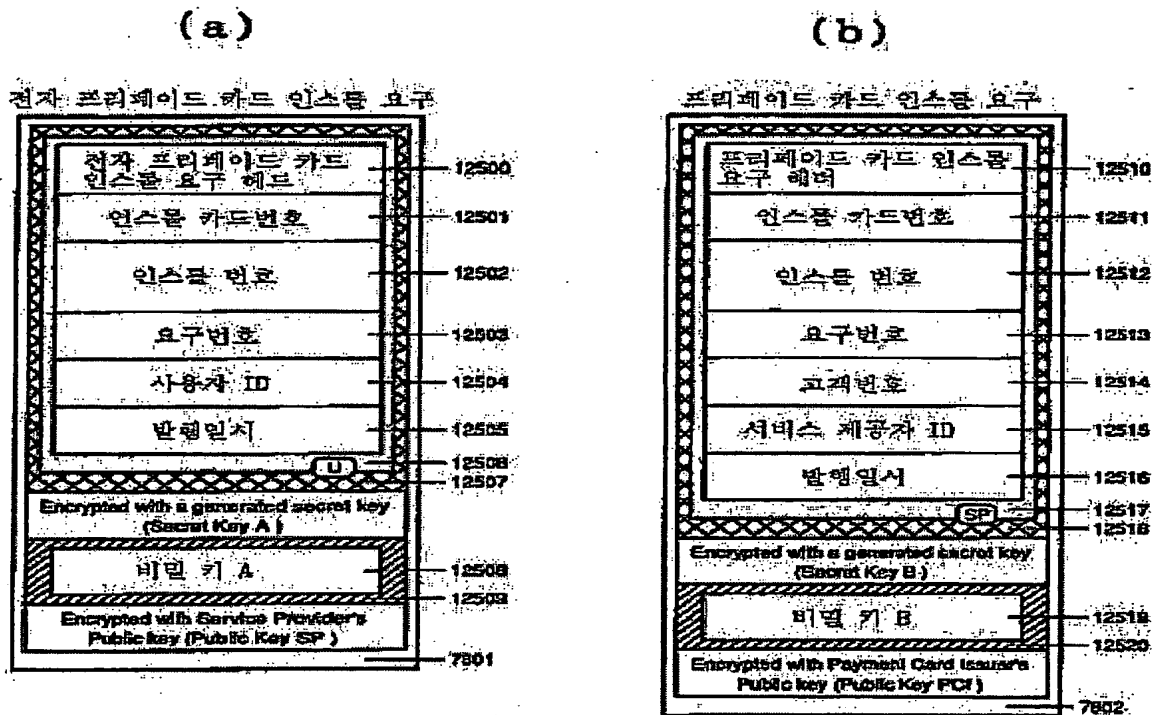 (a)
전자 프리페이드 카드 인스톨 요구
전자 프리페이드 카드
인스톨 요구 헤드
12500
인스톨 카드번호
12501
인스톨 번호
12502
요구번호
12503
사용자 ID
12504
발행일시
12505
U
12506
12507
Encrypted with a generated secret key
(Secret Key A)
비밀 키 A
12508
12509
Encrypted with Service Provider's
Public key (Public Key SP)
7801
(b)
프리페이드 카드 인스톨 요구
프리페이드 카드 인스톨
요구 헤더
12510
인스톨 카드번호
12511
인스톨 번호
12512
요구번호
12513
고객번호
12514
서비스 제공자 ID
12515
발행일시
12516
SP
12517
12518
Encrypted with a generated secret key
(Secret Key B)
비밀 키 B
12519
12520
Encrypted with Payment Card Issuer's
Public key (Public Key PCI)
7802